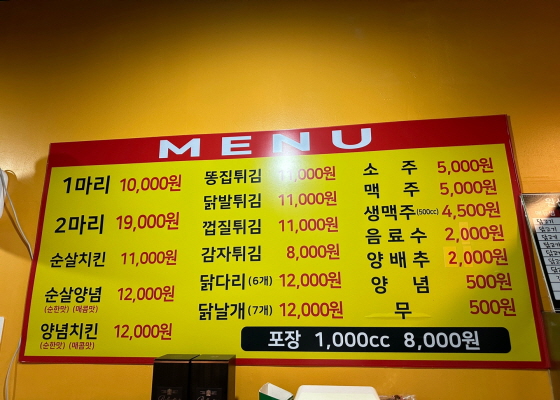 MENU
1마리 10,000원
2마리 19,000원
순살치킨 11,000원
순살양념 12,000원
(순한맛) (매콤맛)
양념치킨 12,000원
(순한맛) (매콤맛)
똥집튀김 11,000원
닭발튀김 11,000원
껍질튀김 11,000원
감자튀김 8,000원
닭다리 (6개) 12,000원
닭날개 (7개) 12,000원
소주 5,000원
맥주 5,000원
생맥주 (500cc) 4,500원
음료수 2,000원
양배추 2,000원
양념 500원
무 500원
포장 1,000cc 8,000원